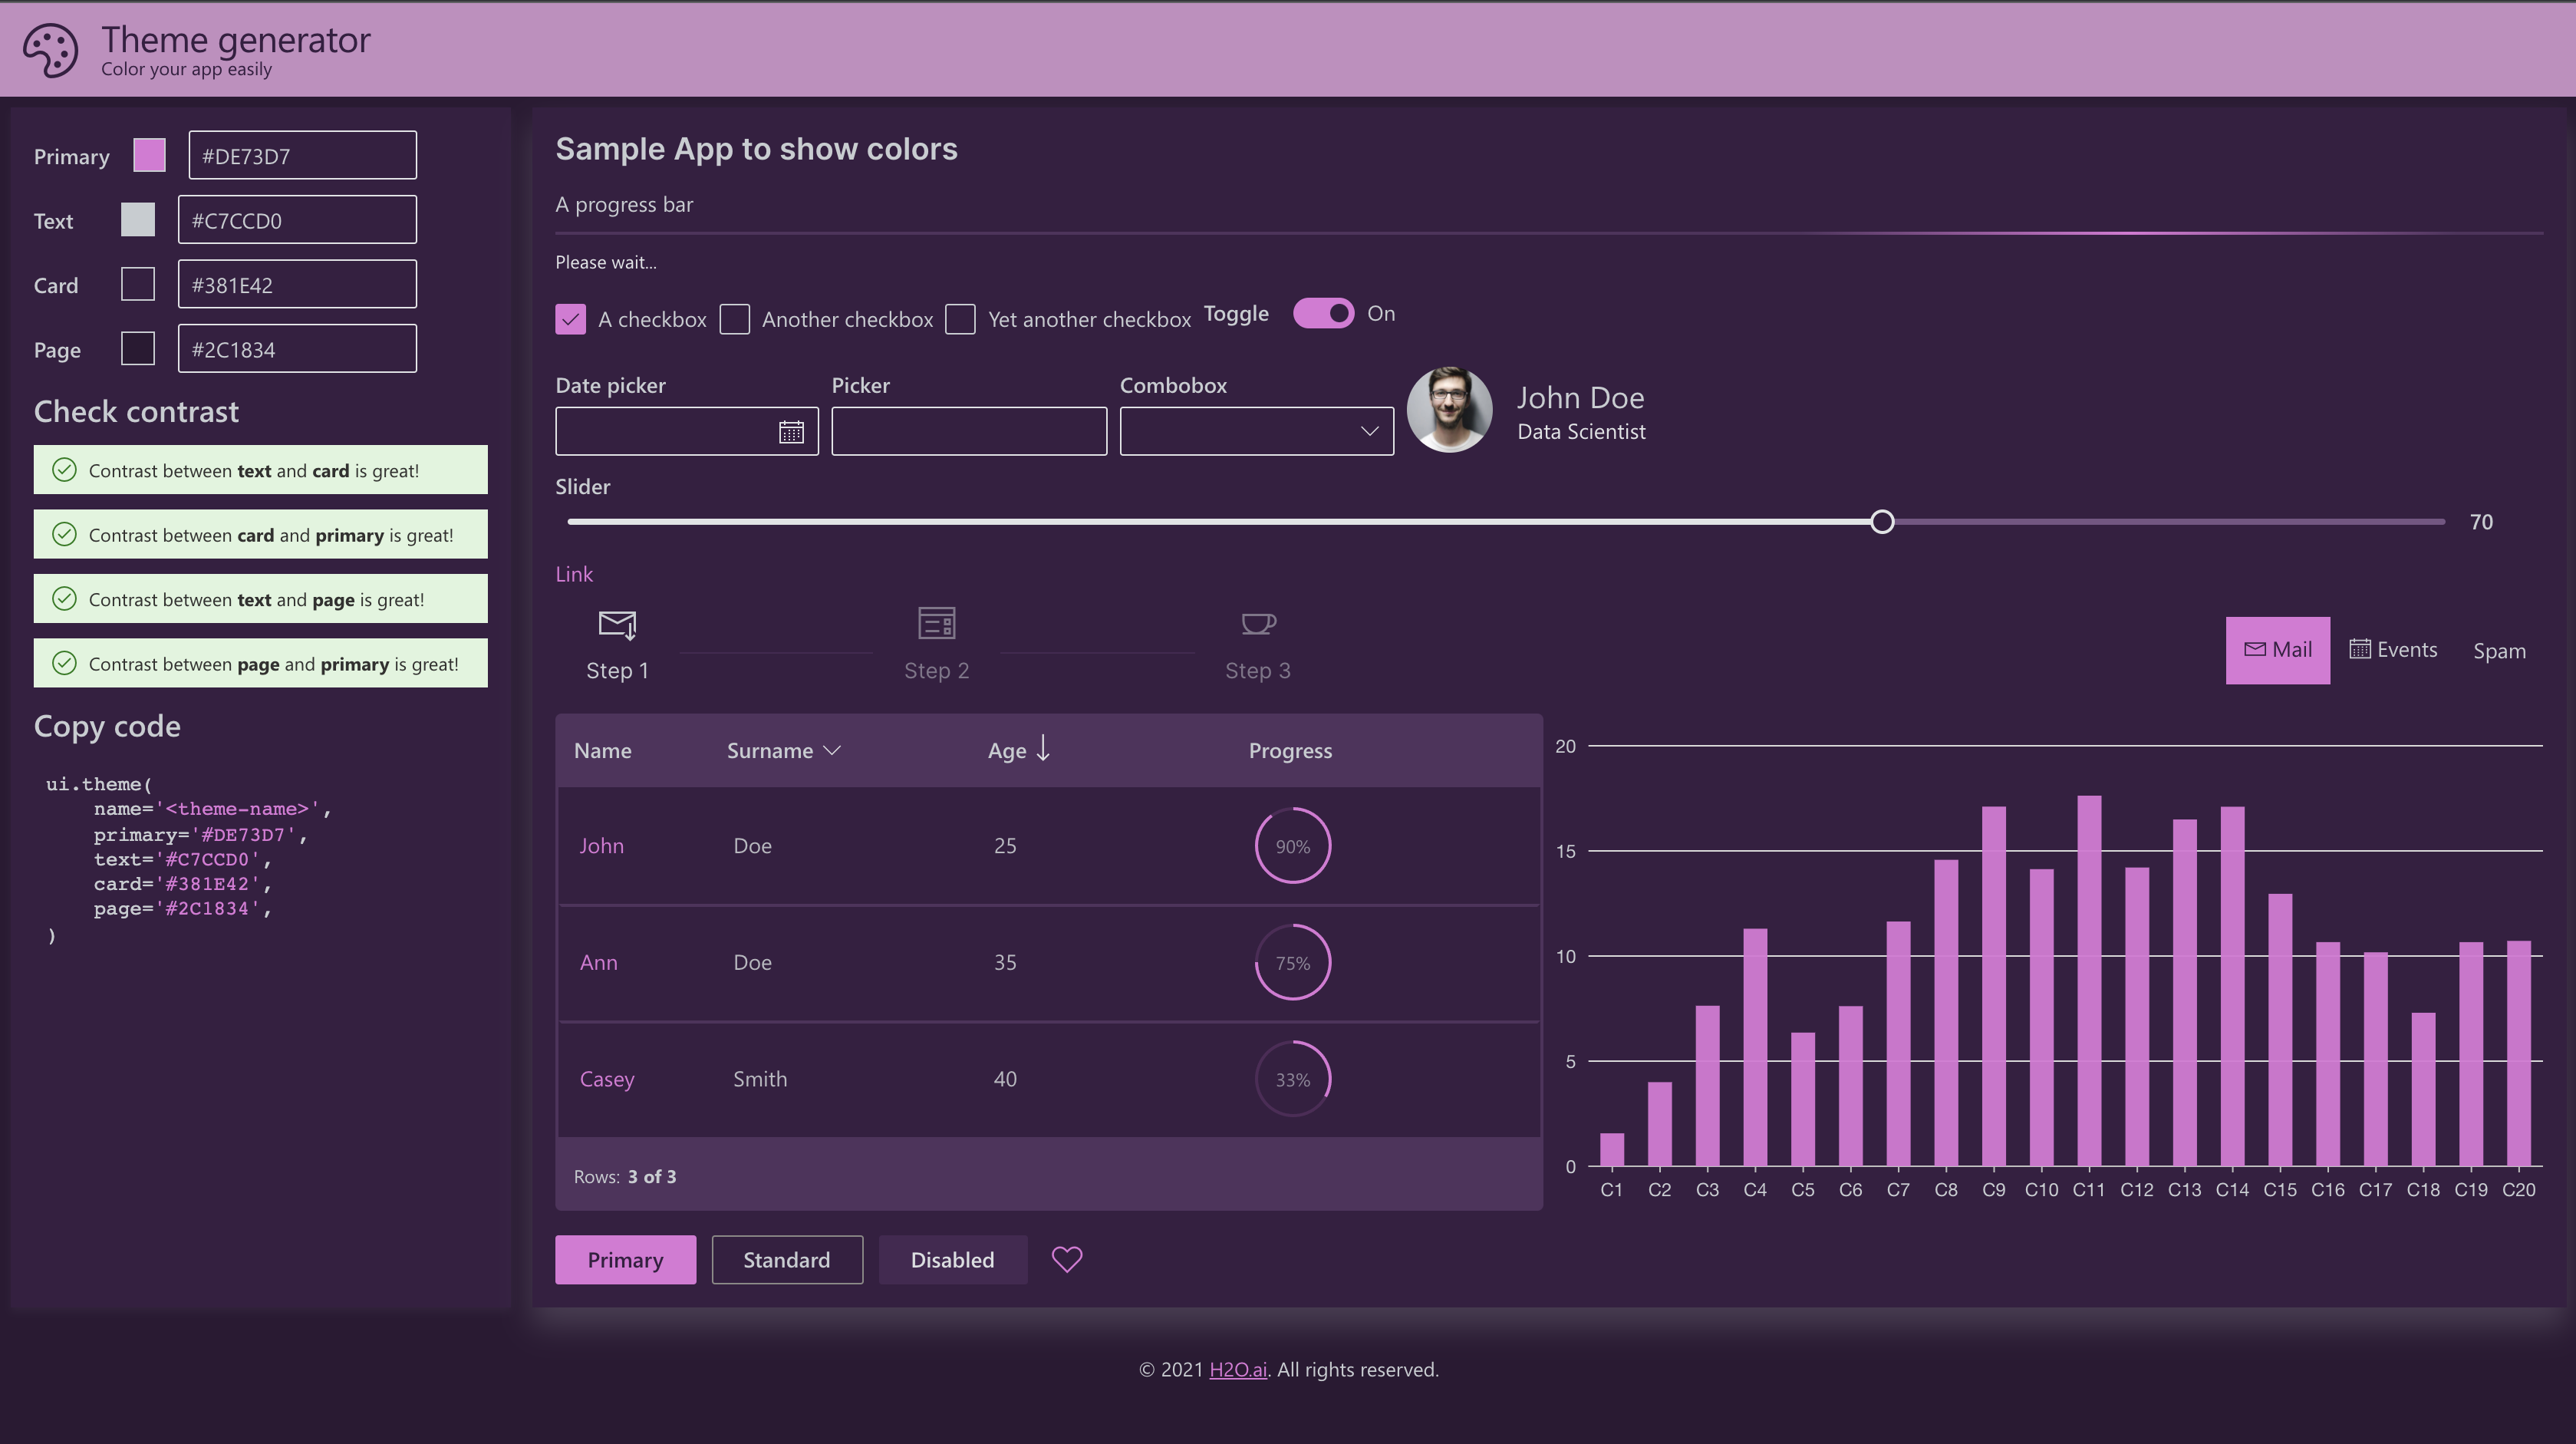 Theme generator
Color your app easily
Primary #DE73D7
Text #C7CCD0
Card #381E42
Page #2C1834
Check contrast
Contrast between text and card is great!
Contrast between card and primary is great!
Contrast between text and page is great!
Contrast between page and primary is great!
Copy code
ui.theme(
    name='<theme-name>',
    primary='#DE73D7',
    text='#C7CCD0',
    card='#381E42',
    page='#2C1834',
)
Sample App to show colors
A progress bar
Please wait...
A checkbox Another checkbox Yet another checkbox Toggle On
Date picker Picker Combobox
John Doe
Data Scientist
Slider
70
Link
Step 1 Step 2 Step 3
Mail Events Spam
Name Surname Age Progress
John Doe 25 90%
Ann Doe 35 75%
Casey Smith 40 33%
Rows: 3 of 3
20
15
10
5
0
C1 C2 C3 C4 C5 C6 C7 C8 C9 C10 C11 C12 C13 C14 C15 C16 C17 C18 C19 C20
Primary Standard Disabled
© 2021 H2O.ai. All rights reserved.